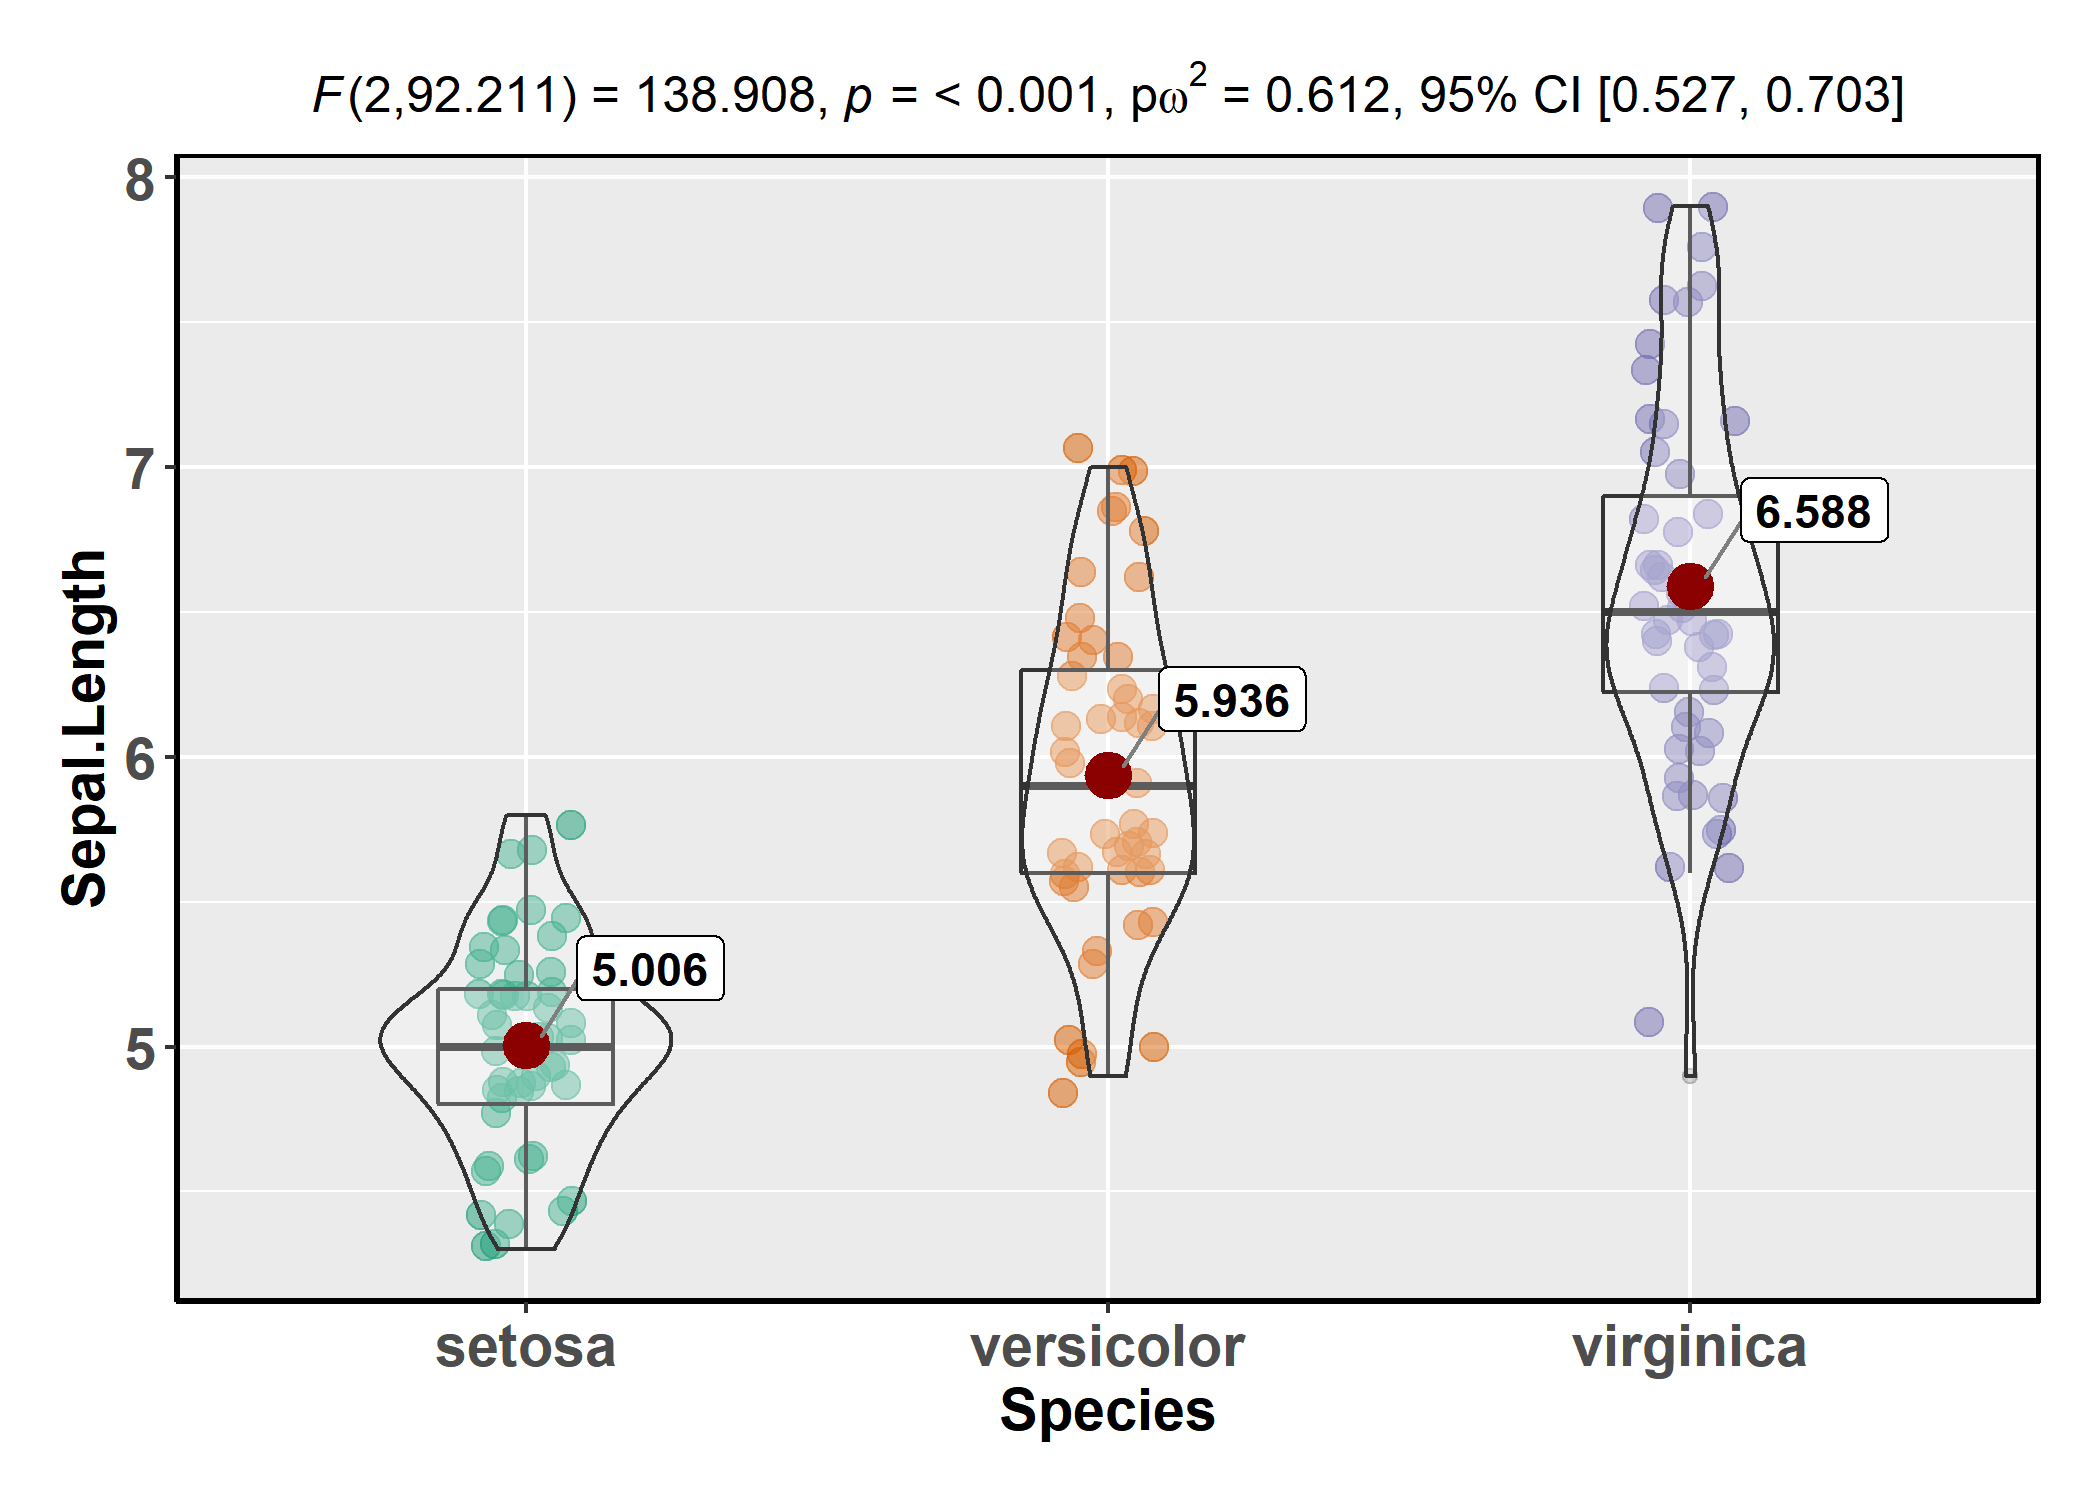 F(2,92.211) = 138.908, p = < 0.001, pω² = 0.612, 95% CI [0.527, 0.703]
8
7
6
5
Sepal.Length
6.588
5.936
5.006
setosa versicolor virginica
Species